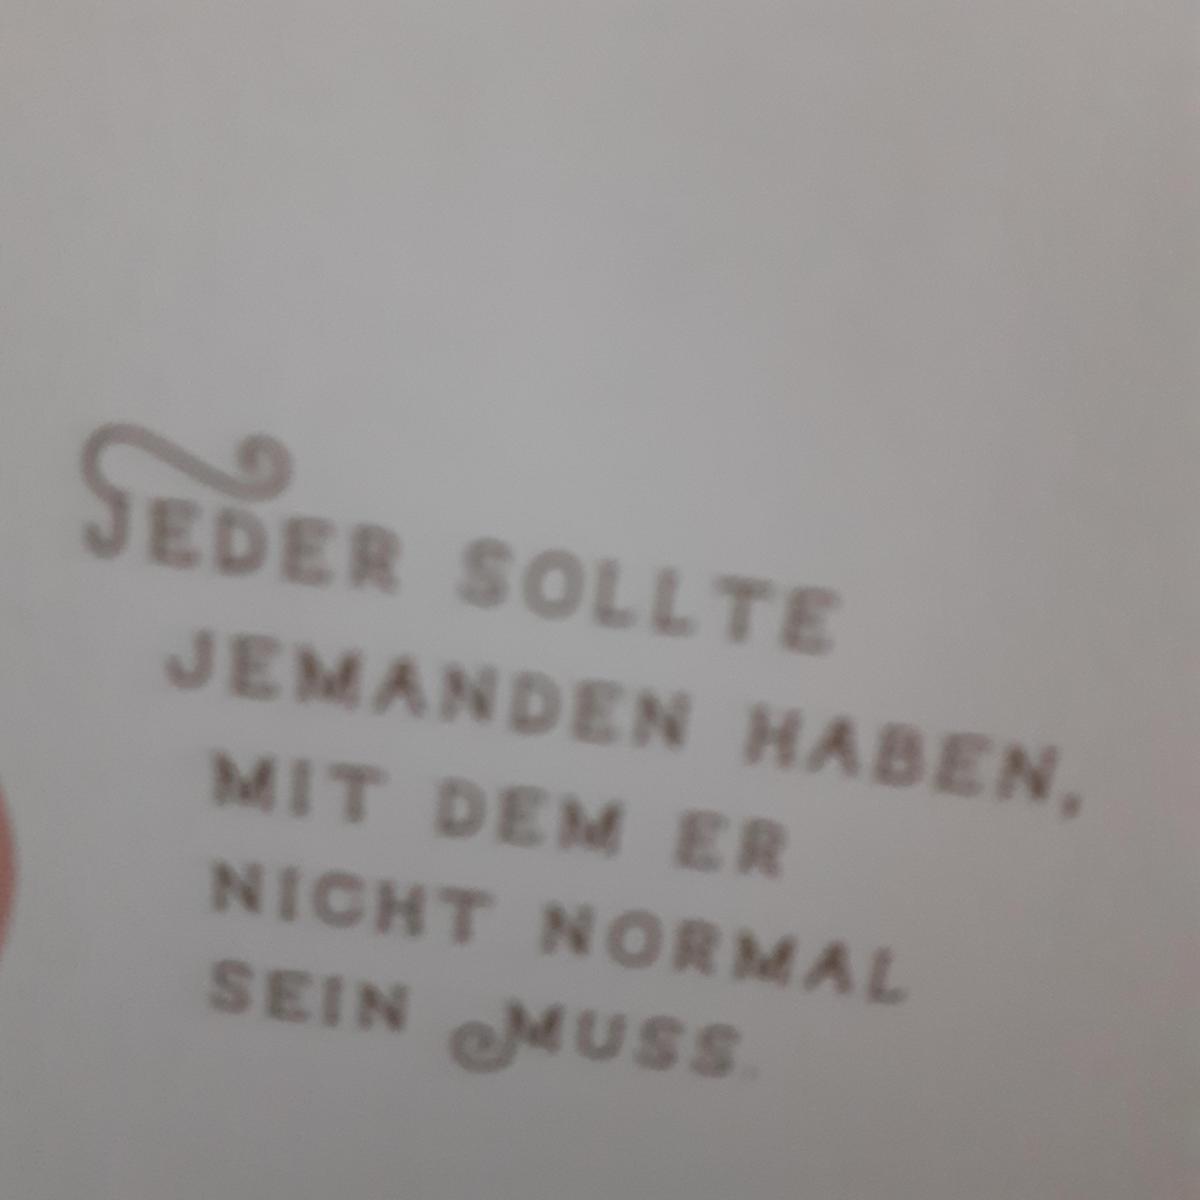 JEDER SOLLTE
JEMANDEN HABEN,
MIT DEM ER
NICHT NORMAL
SEIN MUSS.